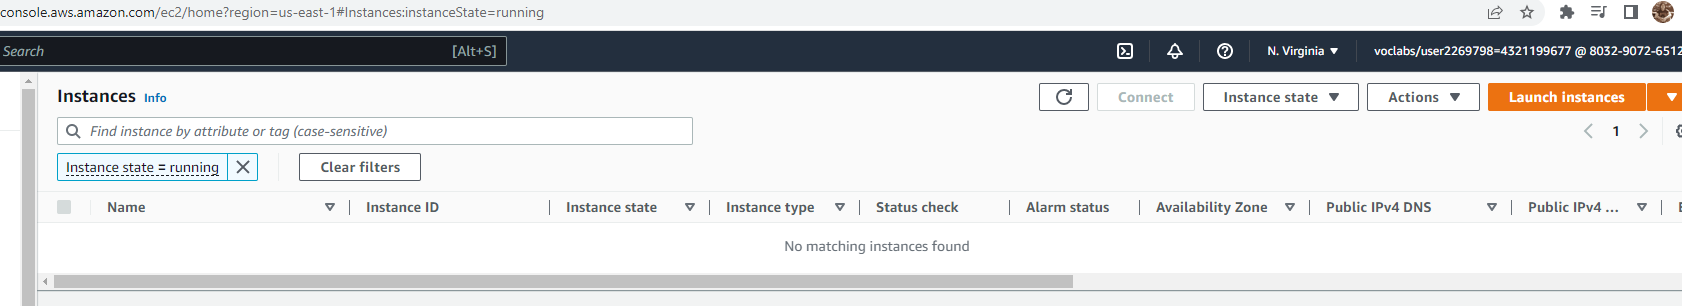 console.aws.amazon.com/ec2/home?region=us-east-1#Instances:instanceState=running
Search [Alt+S] N. Virginia voclabs/user2269798=4321199677 @ 8032-9072-6512
Instances Info Connect Instance state Actions Launch instances
Find instance by attribute or tag (case-sensitive) 1
Instance state = running Clear filters
Name Instance ID Instance state Instance type Status check Alarm status Availability Zone Public IPv4 DNS Public IPv4 ...
No matching instances found